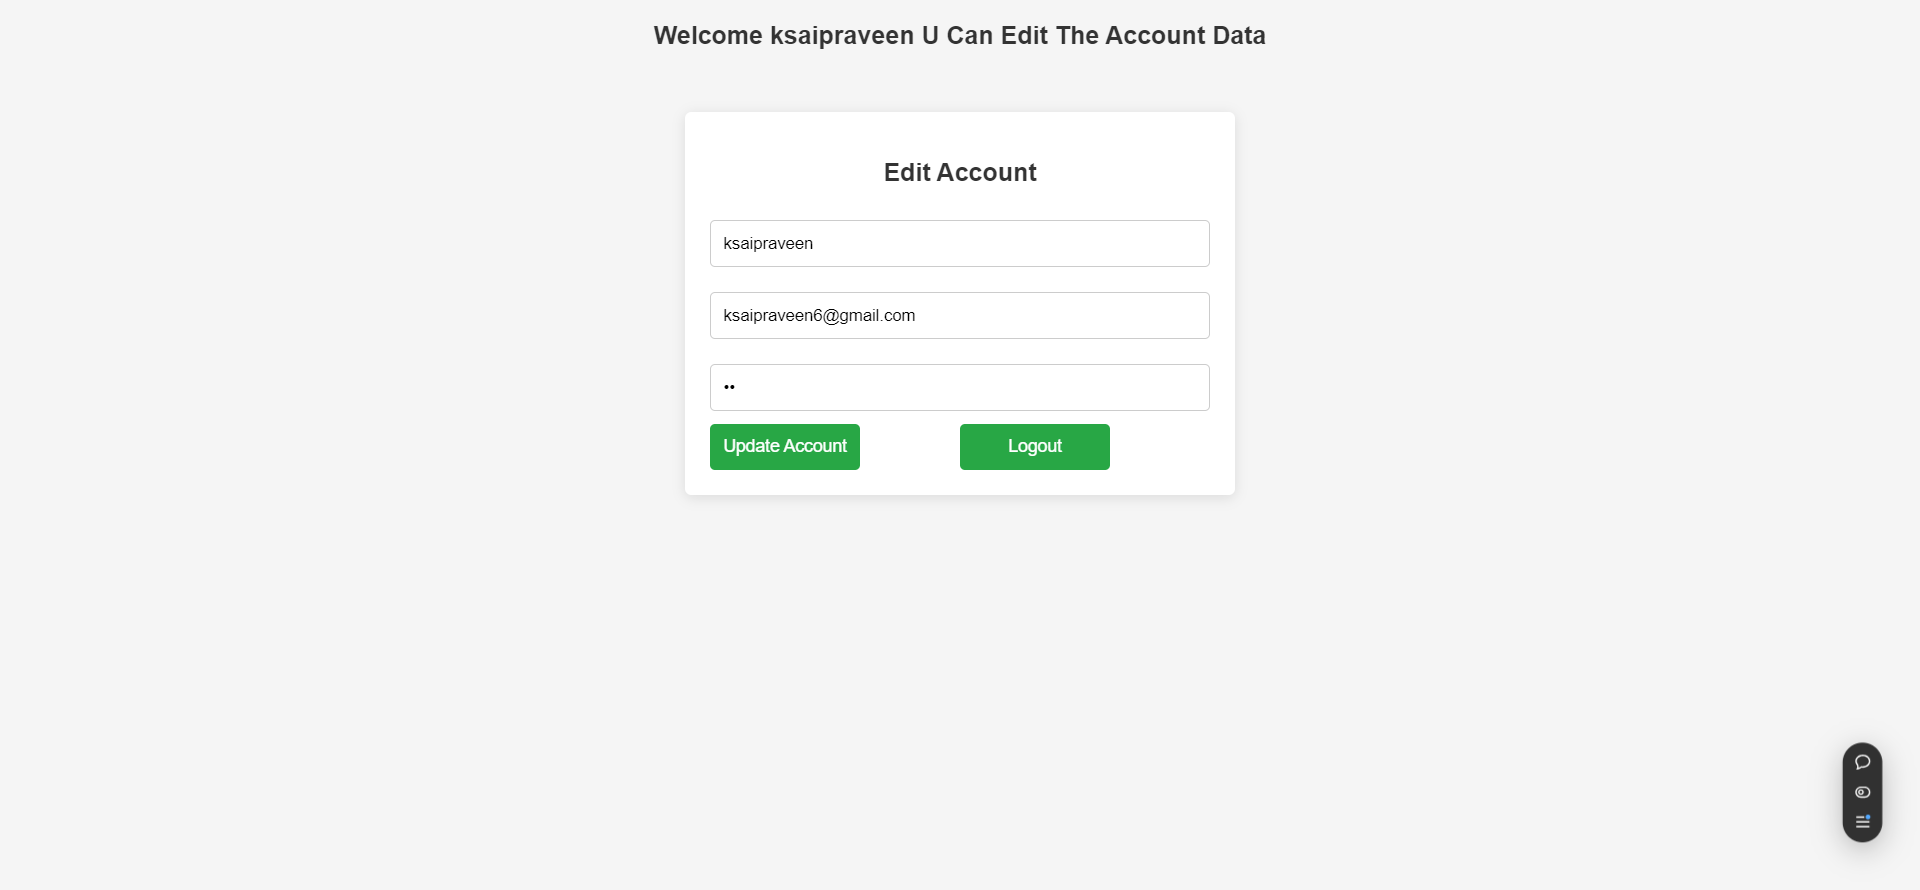 Welcome ksaipraveen U Can Edit The Account Data
Edit Account
ksaipraveen
ksaipraveen6@gmail.com
••
Update Account
Logout